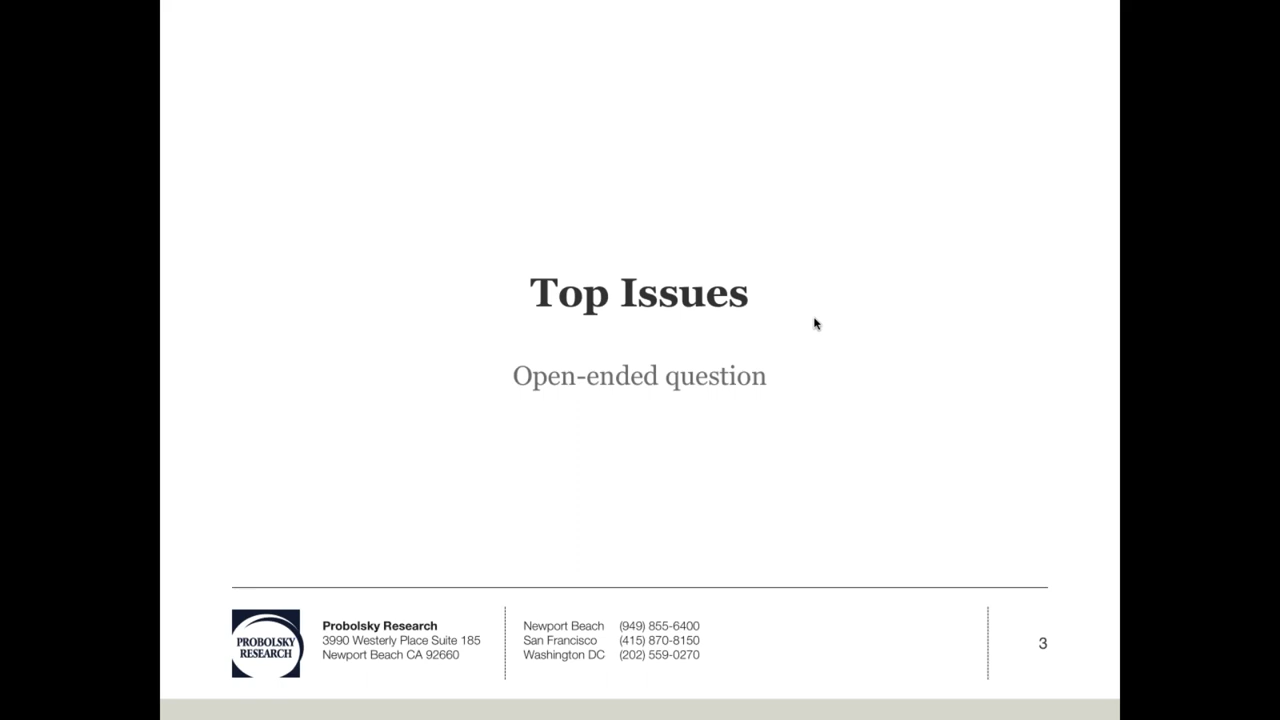 Top Issues
Open-ended question
PROBOLSKY
RESEARCH
Probolsky Research
3990 Westerly Place Suite 185
Newport Beach CA 92660
Newport Beach (949) 855-6400
San Francisco (415) 870-8150
Washington DC (202) 559-0270
3